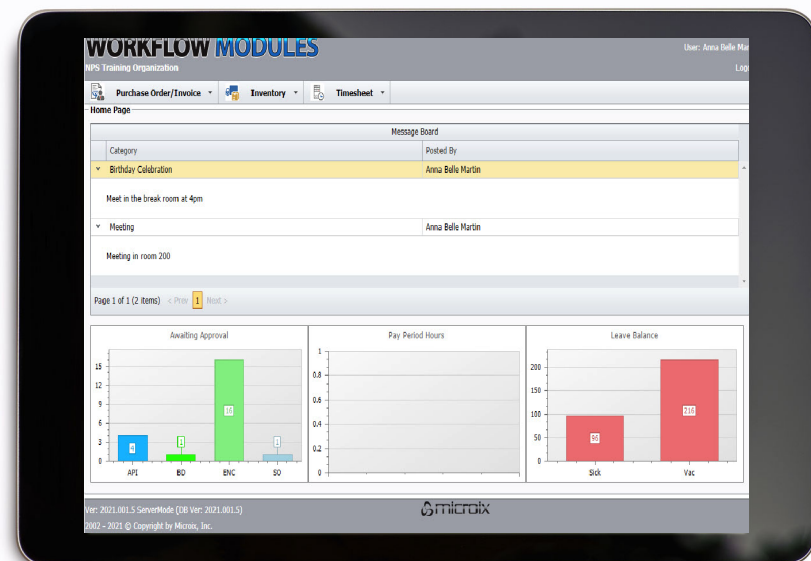 WORKFLOW MODULES
User: Anna Belle Mar
NPS Training Organization
Logo
Purchase Order/Invoice
Inventory
Timesheet
Home Page
Message Board
Category
Posted By
Birthday Celebration
Anna Belle Martin
Meet in the break room at 4pm
Meeting
Anna Belle Martin
Meeting in room 200
Page 1 of 1 (2 items) < Prev 1 Next >
Awaiting Approval
15
12
9
6
3
0
4
1
16
1
API
BD
ENC
SO
Pay Period Hours
1
0.8
0.6
0.4
0.2
0
Leave Balance
200
150
100
50
0
216
Sick
Vac
Ver: 2021.001.5 ServerMode (DB Ver: 2021.001.5)
microix
2002 - 2021 © Copyright by Microix, Inc.